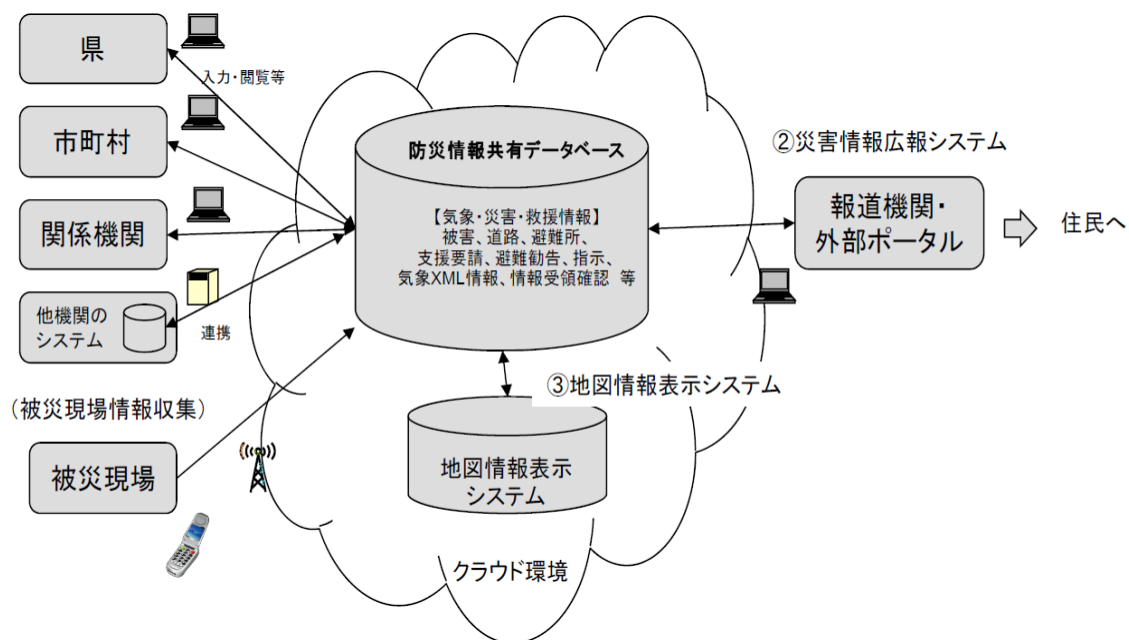 県
入力・閲覧等
市町村
関係機関
他機関の
システム
連携
（被災現場情報収集）
被災現場
防災情報共有データベース
【気象・災害・救援情報】
被害、道路、避難所、
支援要請、避難勧告、指示、
気象XML情報、情報受領確認 等
③地図情報表示システム
地図情報表示
システム
クラウド環境
②災害情報広報システム
報道機関・
外部ポータル
住民へ